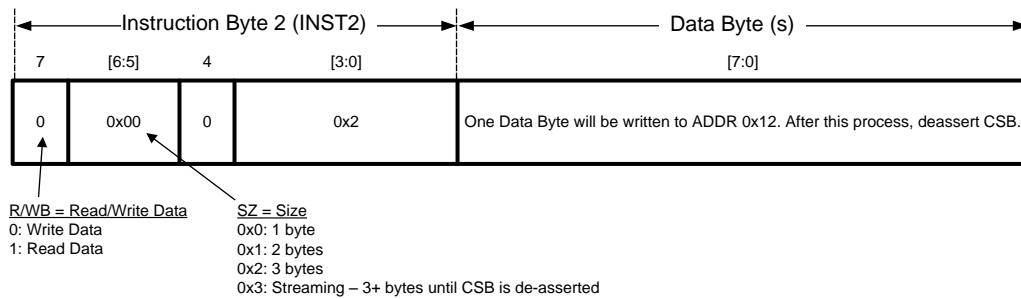 Instruction Byte 2 (INST2) Data Byte (s)
7 [6:5] 4 [3:0] [7:0]
0 0x00 0 0x2 One Data Byte will be written to ADDR 0x12. After this process, deassert CSB.
R/WB = Read/Write Data
0: Write Data
1: Read Data
SZ = Size
0x0: 1 byte
0x1: 2 bytes
0x2: 3 bytes
0x3: Streaming – 3+ bytes until CSB is de-asserted